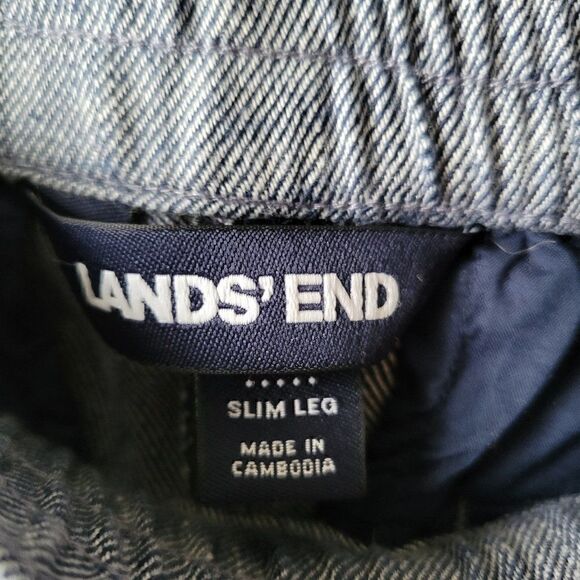 LANDS' END
•••••
SLIM LEG
MADE IN
CAMBODIA